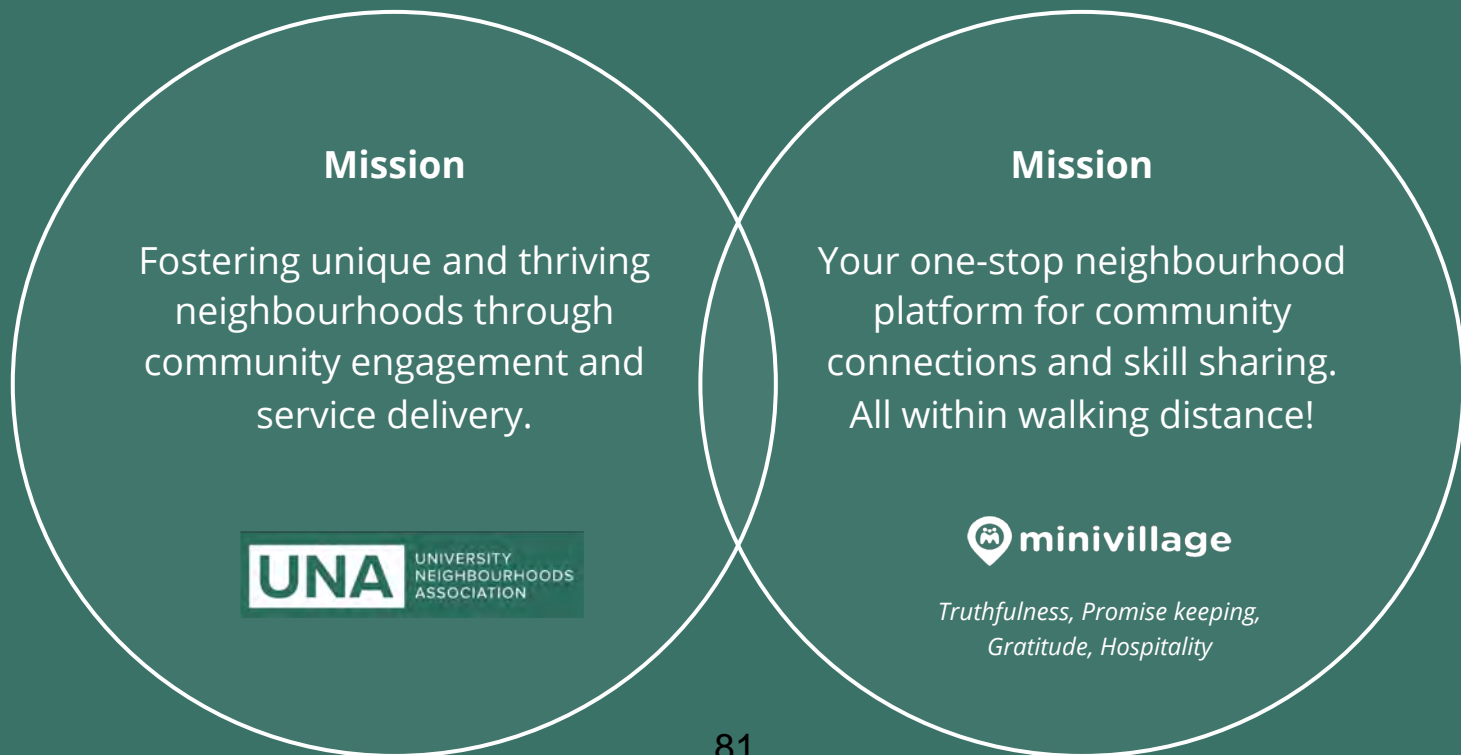 Mission
Fostering unique and thriving
neighbourhoods through
community engagement and
service delivery.
UNA
UNIVERSITY
NEIGHBOURHOODS
ASSOCIATION
Mission
Your one-stop neighbourhood
platform for community
connections and skill sharing.
All within walking distance!
minivillage
Truthfulness, Promise keeping,
Gratitude, Hospitality
81